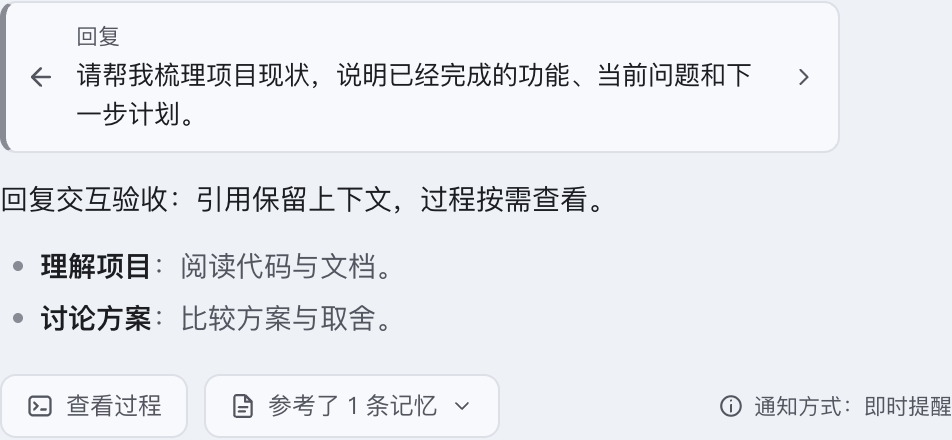 回复
请帮我梳理项目现状，说明已经完成的功能、当前问题和下
一步计划。
回复交互验收：引用保留上下文，过程按需查看。
理解项目：阅读代码与文档。
讨论方案：比较方案与取舍。
查看过程 参考了 1 条记忆 通知方式：即时提醒